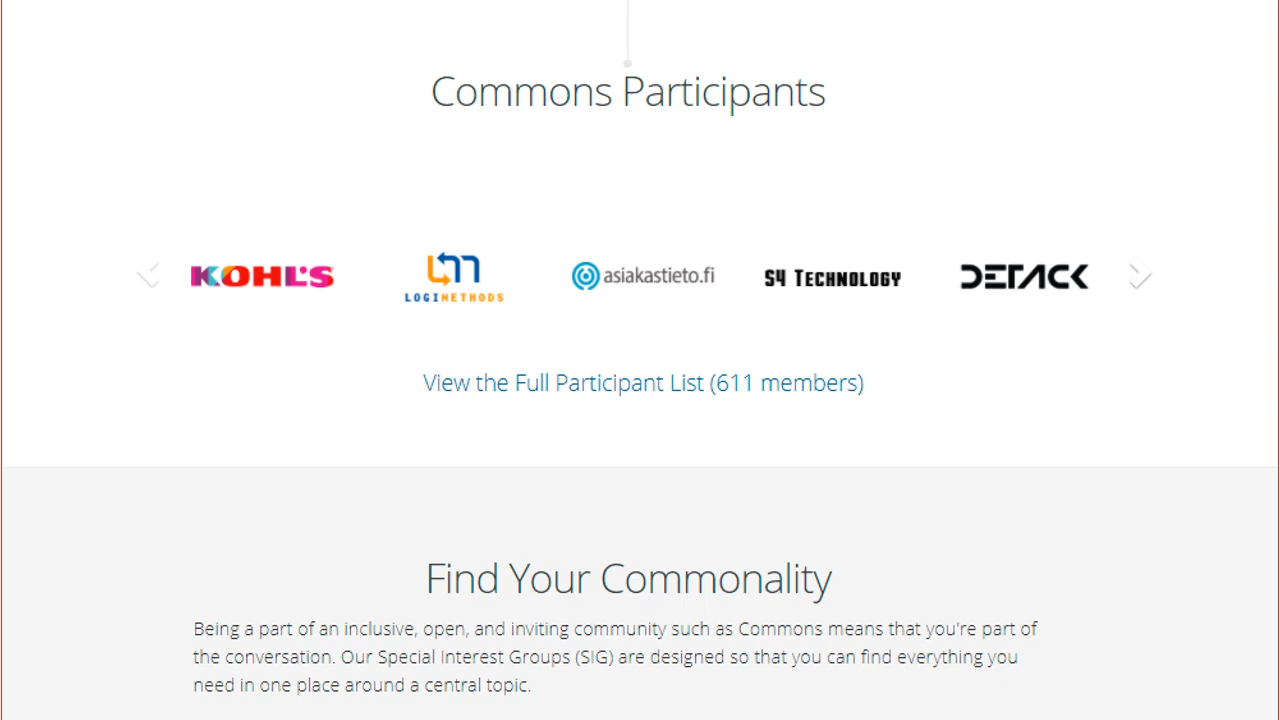 Commons Participants
KOHL'S
LOGIMETHODS
asiakastieto.fi
S4 TECHNOLOGY
DETACK
View the Full Participant List (611 members)
Find Your Commonality
Being a part of an inclusive, open, and inviting community such as Commons means that you're part of
the conversation. Our Special Interest Groups (SIG) are designed so that you can find everything you
need in one place around a central topic.